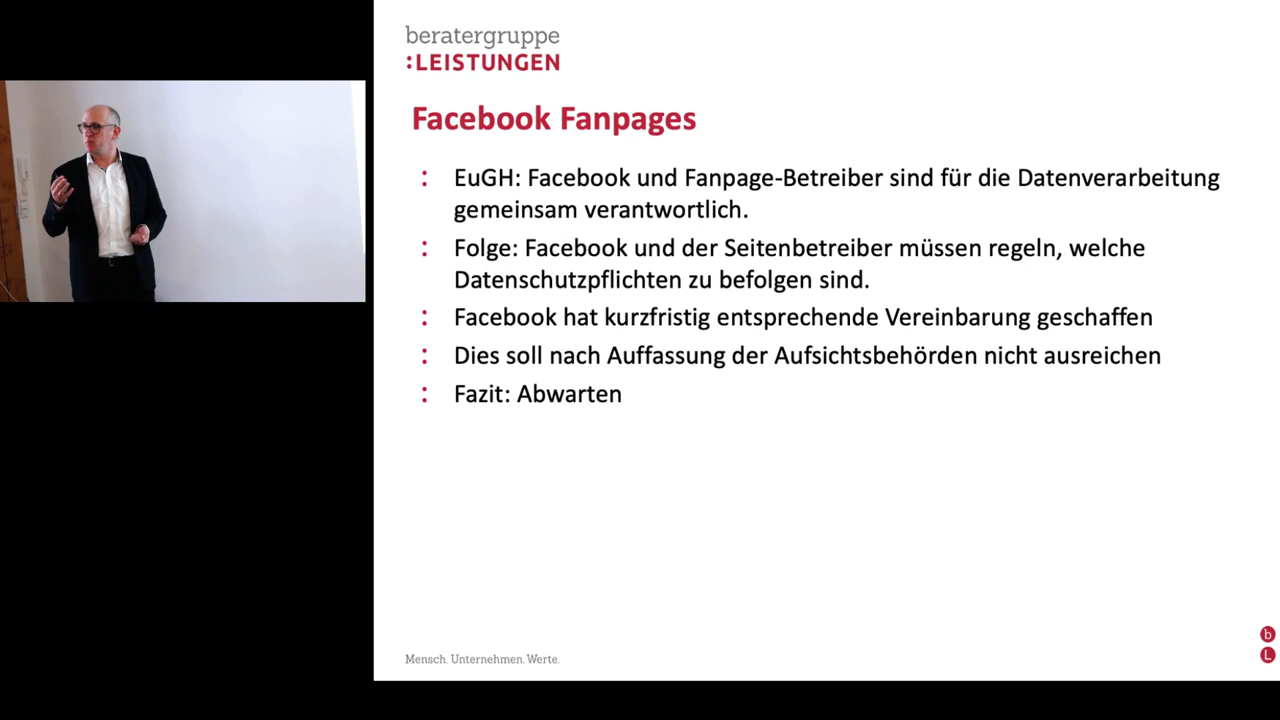 beratergruppe
:LEISTUNGEN
Facebook Fanpages
: EuGH: Facebook und Fanpage-Betreiber sind für die Datenverarbeitung
gemeinsam verantwortlich.
: Folge: Facebook und der Seitenbetreiber müssen regeln, welche
Datenschutzpflichten zu befolgen sind.
: Facebook hat kurzfristig entsprechende Vereinbarung geschaffen
: Dies soll nach Auffassung der Aufsichtsbehörden nicht ausreichen
: Fazit: Abwarten
b
L
Mensch. Unternehmen. Werte.